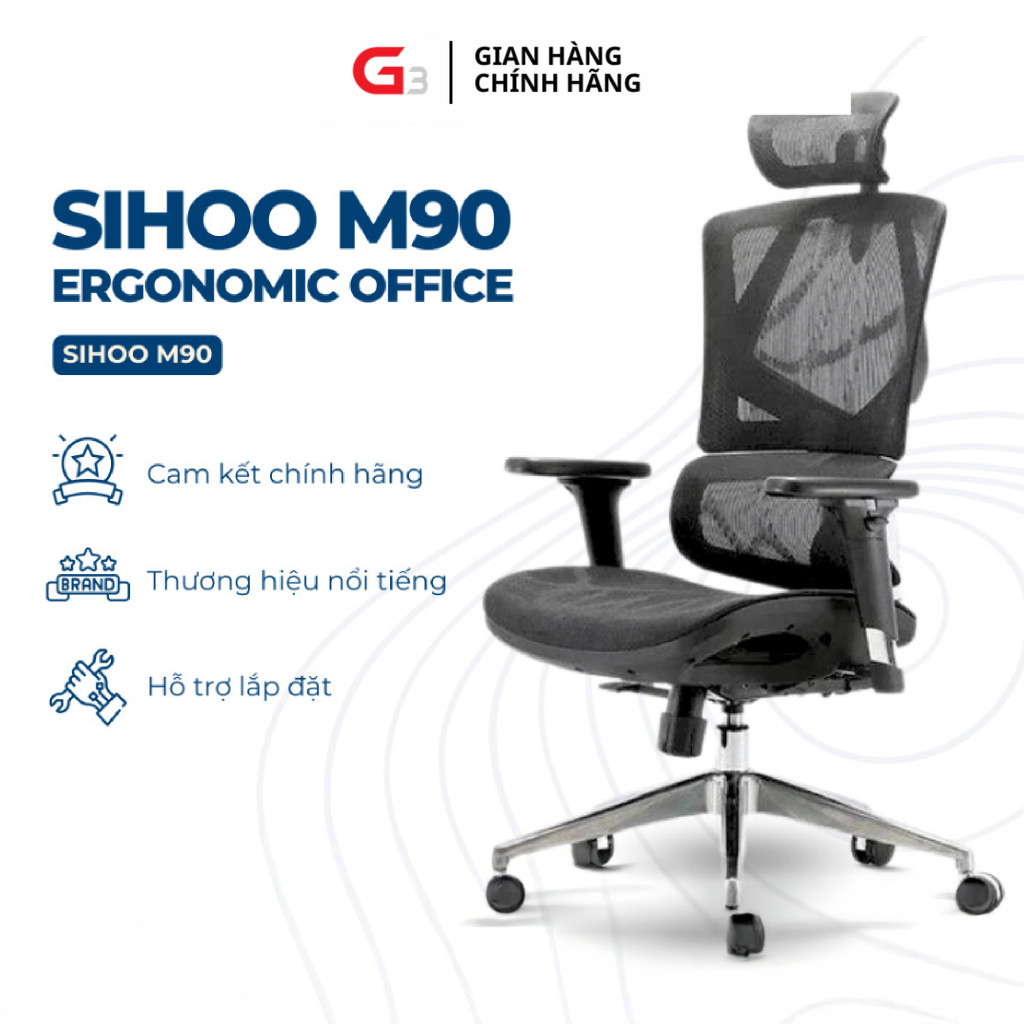 G3
GIAN HÀNG
CHÍNH HÃNG
SIHOO M90
ERGONOMIC OFFICE
SIHOO M90
Cam kết chính hãng
BRAND
Thương hiệu nổi tiếng
Hỗ trợ lắp đặt